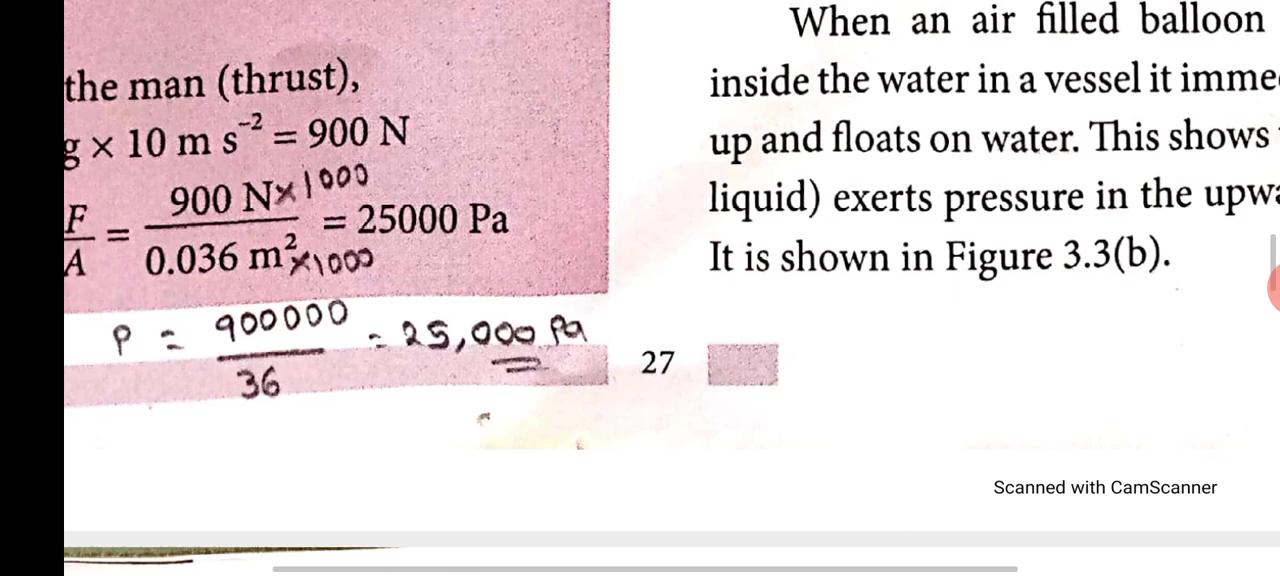 the man (thrust),
g × 10 m s⁻² = 900 N
F/A = 900 N×1000 / 0.036 m²×1000 = 25000 Pa
P = 900000 / 36 = 25,000 Pa
When an air filled balloon
inside the water in a vessel it imme
up and floats on water. This shows
liquid) exerts pressure in the upwa
It is shown in Figure 3.3(b).
27
Scanned with CamScanner